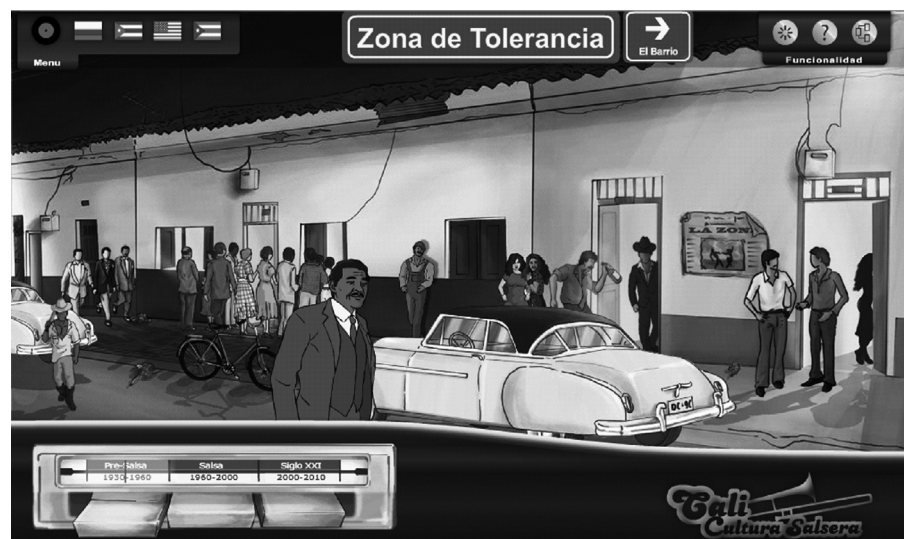 Menu
Zona de Tolerancia
El Barrio
Funcionalidad
LA ZON
Pre-Salsa Salsa Siglo XXI
1930-1960 1960-2000 2000-2010
Cali
Cultura Salsera